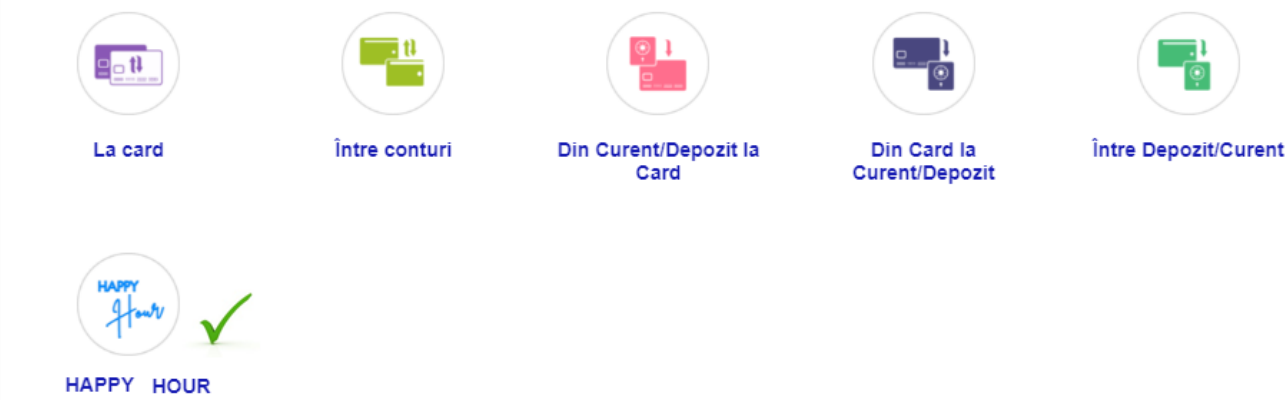 La card
Între conturi
Din Curent/Depozit la
Card
Din Card la
Curent/Depozit
Între Depozit/Curent
HAPPY
Hour
HAPPY HOUR